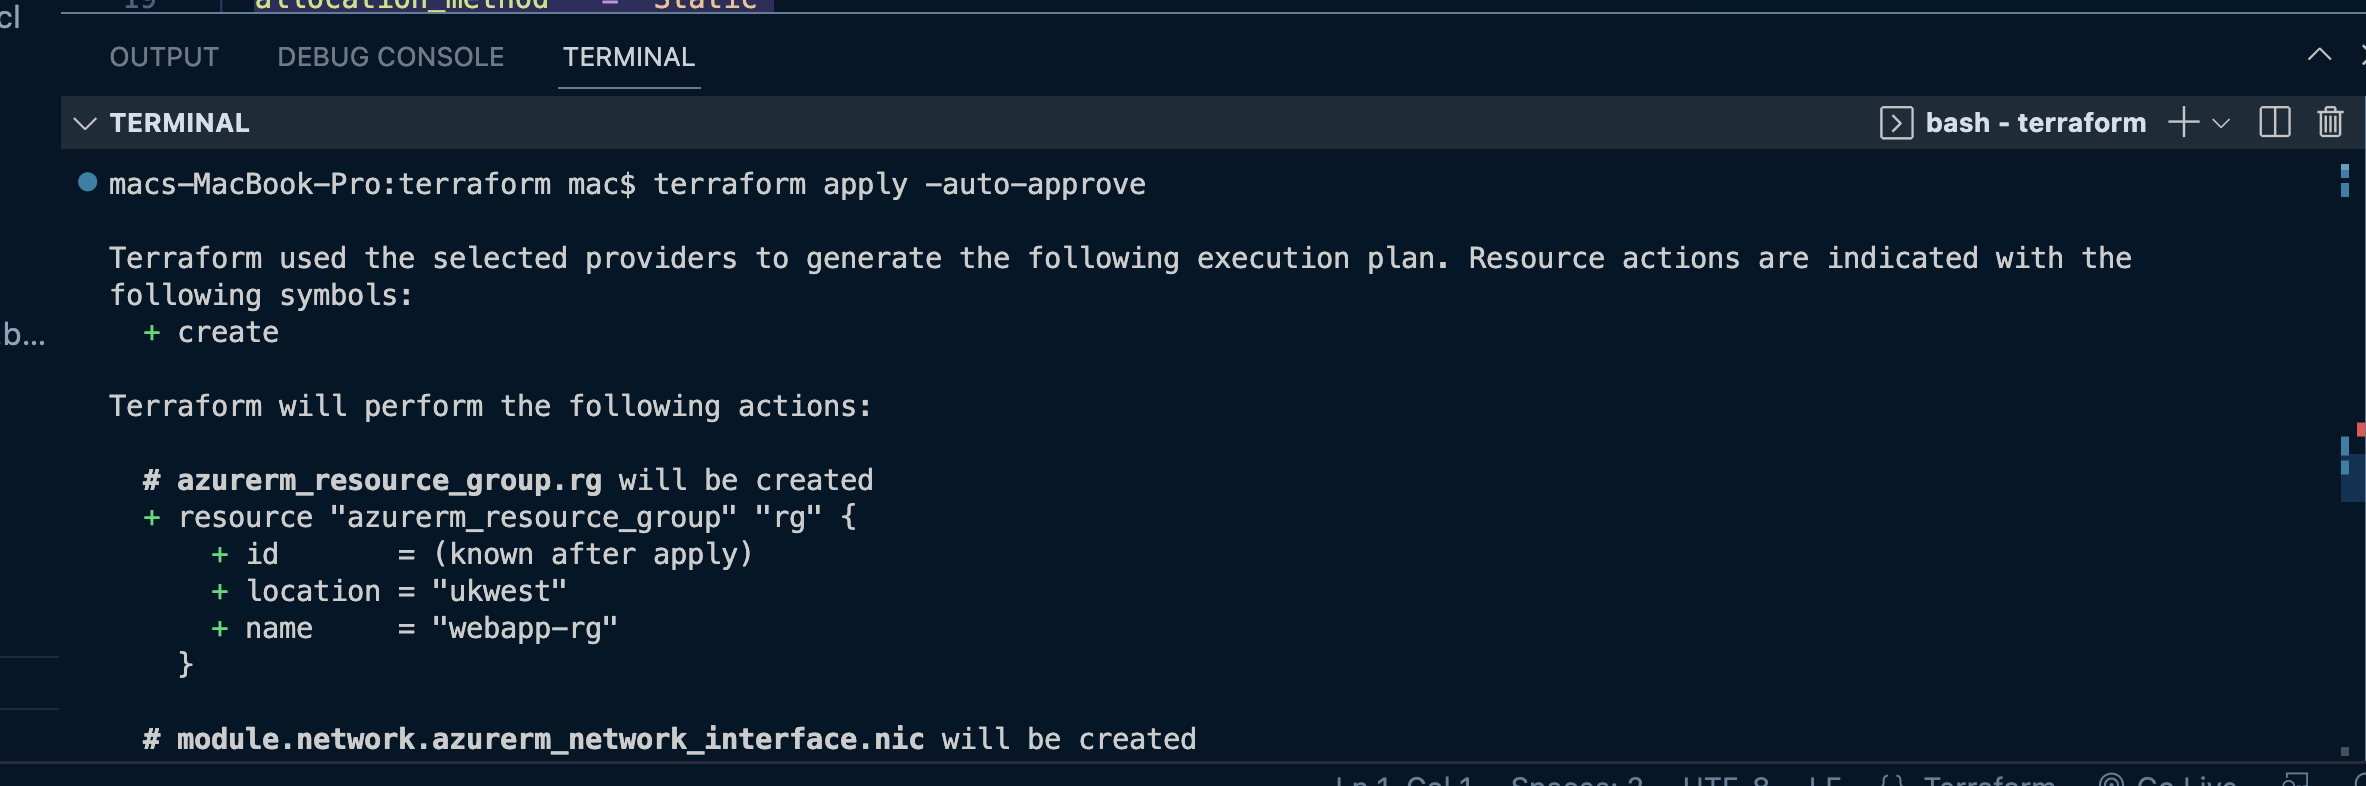 cl
19 allocation_method = "Static"
OUTPUT DEBUG CONSOLE TERMINAL
TERMINAL bash - terraform
macs-MacBook-Pro:terraform mac$ terraform apply -auto-approve
Terraform used the selected providers to generate the following execution plan. Resource actions are indicated with the
following symbols:
b...
+ create
Terraform will perform the following actions:
# azurerm_resource_group.rg will be created
+ resource "azurerm_resource_group" "rg" {
+ id = (known after apply)
+ location = "ukwest"
+ name = "webapp-rg"
}
# module.network.azurerm_network_interface.nic will be created
Ln 1, Col 1 Spaces: 2 UTF-8 LF {} Terraform Go Live